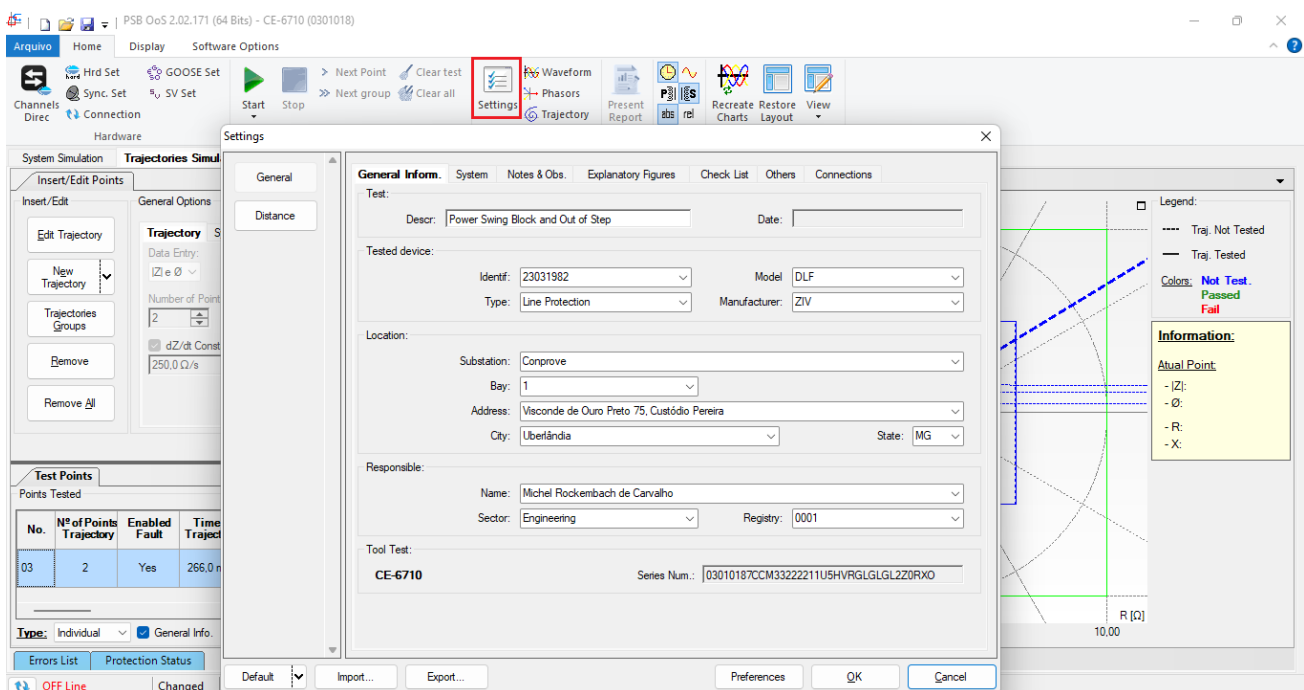 PSB OoS 2.02.171 (64 Bits) - CE-6710 (0301018)
Arquivo Home Display Software Options
Hrd Set GOOSE Set > Next Point Clear test Waveform
Sync. Set SV Set >> Next group Clear all Phasors
Connection Trajectory
Channels Direc
Start Stop Settings
Present Report
abs rel
Recreate Charts
Restore Layout
View
Hardware
System Simulation Trajectories Simul
Insert/Edit Points
Insert/Edit
Edit Trajectory
New Trajectory
Trajectories Groups
Remove
Remove All
General Options
Trajectory S
Data Entry:
|Z| e Ø
Number of Point
2
dZ/dt Const
250,0 Ω/s
Test Points
Points Tested
No. Nº of Points Trajectory Enabled Fault Time Traject
03 2 Yes 266,0 m
Type: Individual General Info.
Errors List Protection Status
OFF Line Changed
Settings
General
Distance
General Inform. System Notes & Obs. Explanatory Figures Check List Others Connections
Test:
Descr: Power Swing Block and Out of Step Date:
Tested device:
Identif: 23031982 Model DLF
Type: Line Protection Manufacturer: ZIV
Location:
Substation: Conprove
Bay: 1
Address: Visconde de Ouro Preto 75, Custódio Pereira
City: Uberlândia State: MG
Responsible:
Name: Michel Rockembach de Carvalho
Sector: Engineering Registry: 0001
Tool Test:
CE-6710 Series Num.: 03010187CCM33222211U5HVRGLGLGL2Z0RXO
Default Import... Export... Preferences OK Cancel
R [Ω]
10,00
Legend:
Traj. Not Tested
Traj. Tested
Colors: Not Test.
Passed
Fail
Information:
Atual Point:
- |Z|:
- Ø:
- R:
- X: